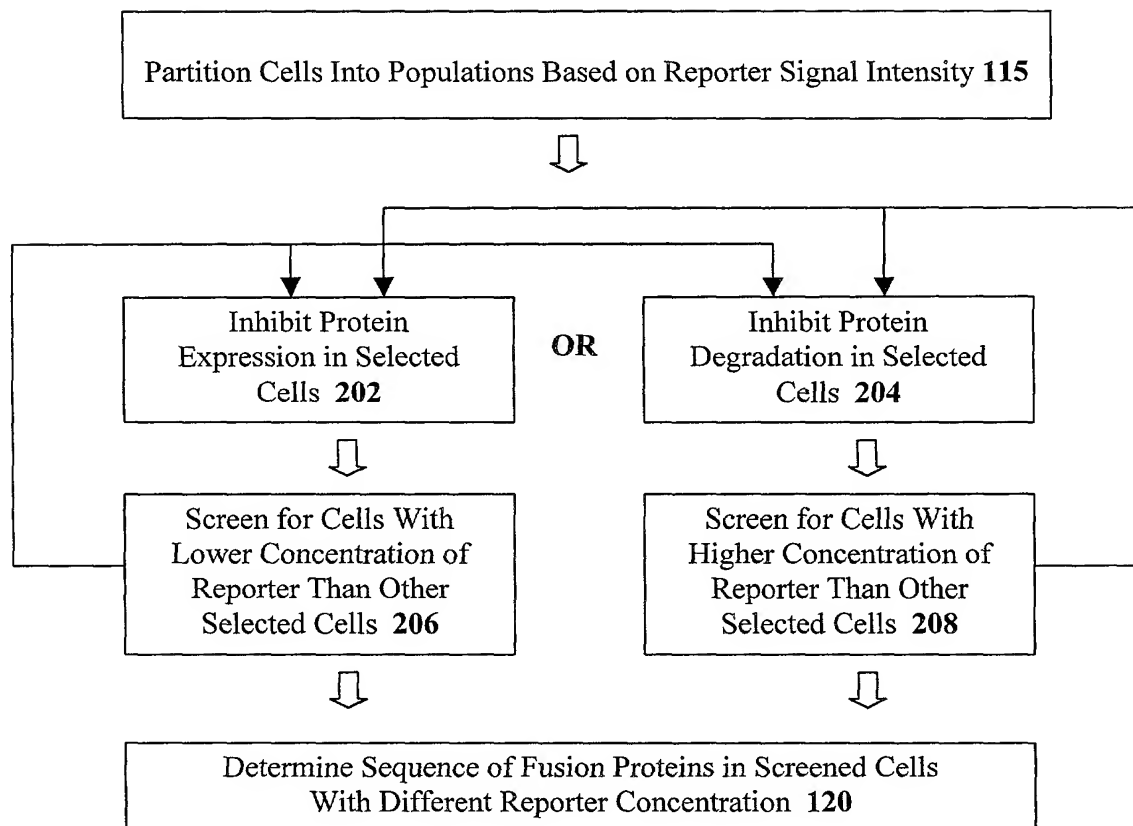 Partition Cells Into Populations Based on Reporter Signal Intensity 115
Inhibit Protein
Expression in Selected
Cells 202
OR
Inhibit Protein
Degradation in Selected
Cells 204
Screen for Cells With
Lower Concentration of
Reporter Than Other
Selected Cells 206
Screen for Cells With
Higher Concentration of
Reporter Than Other
Selected Cells 208
Determine Sequence of Fusion Proteins in Screened Cells
With Different Reporter Concentration 120